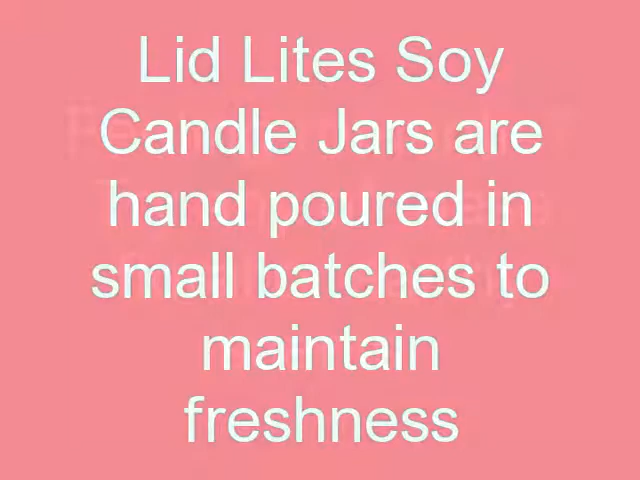 Lid Lites Soy
Candle Jars are
hand poured in
small batches to
maintain
freshness